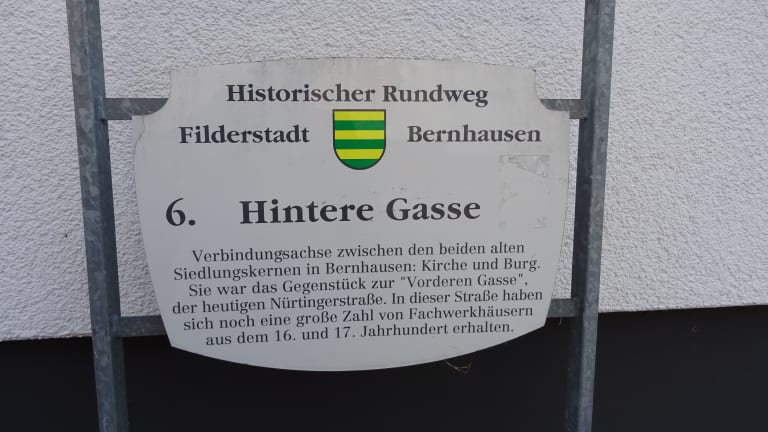 Historischer Rundweg
Filderstadt Bernhausen
6. Hintere Gasse
Verbindungsachse zwischen den beiden alten
Siedlungskernen in Bernhausen: Kirche und Burg.
Sie war das Gegenstück zur "Vorderen Gasse",
der heutigen Nürtingerstraße. In dieser Straße haben
sich noch eine große Zahl von Fachwerkhäusern
aus dem 16. und 17. Jahrhundert erhalten.